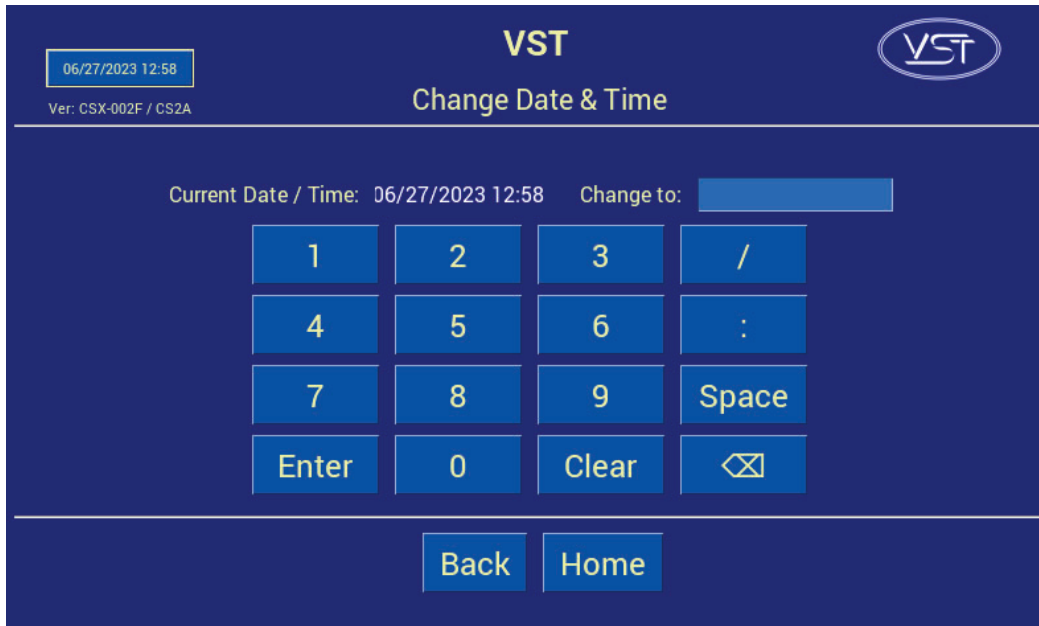 VST
VST
06/27/2023 12:58
Ver: CSX-002F / CS2A
Change Date & Time
Current Date / Time: 06/27/2023 12:58 Change to:
1 2 3 /
4 5 6 :
7 8 9 Space
Enter 0 Clear ⌫
Back Home